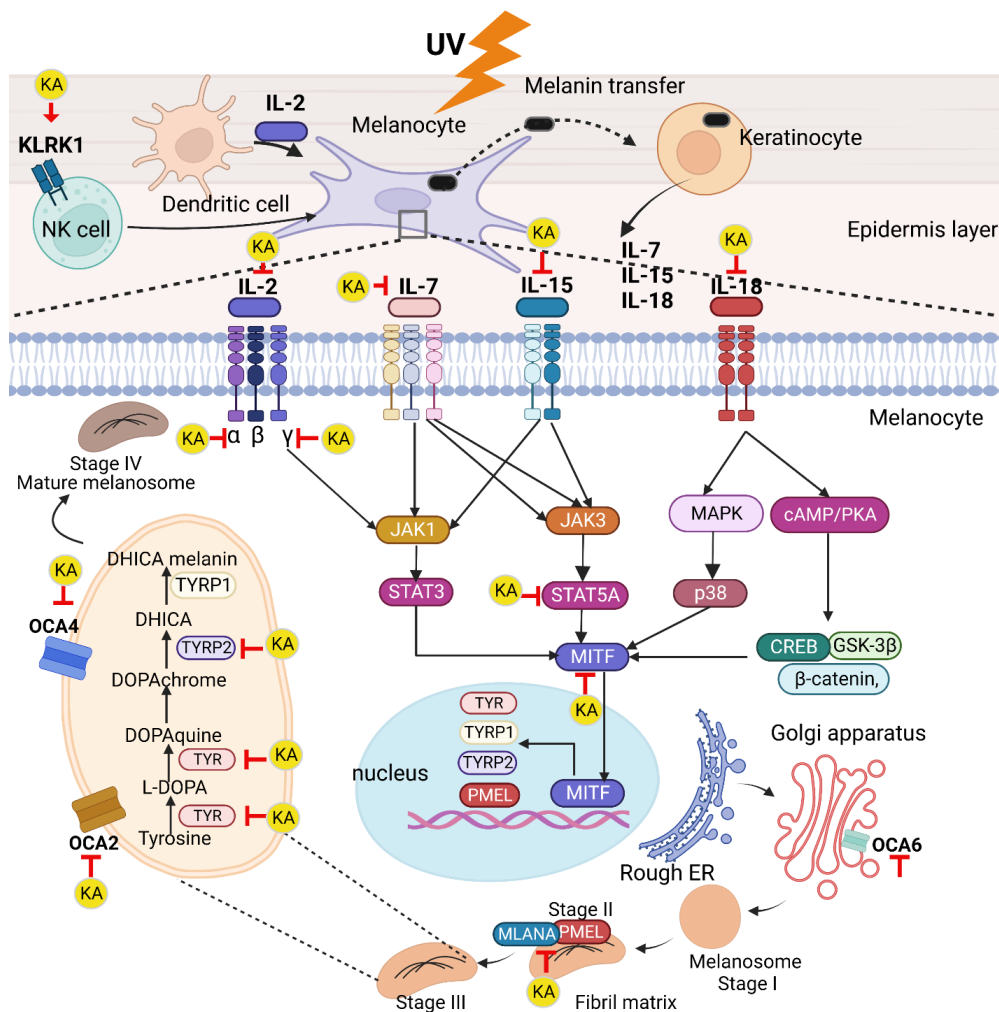 UV
KA
Melanin transfer
IL-2
Melanocyte
KLRK1
Keratinocyte
Dendritic cell
NK cell
KA
KA
KA
Epidermis layer
IL-7
IL-15
IL-18
KA
IL-2
IL-7
IL-15
IL-18
Melanocyte
KA
α β γ
KA
Stage IV
Mature melanosome
JAK1
JAK3
MAPK
cAMP/PKA
DHICA melanin
TYRP1
KA
STAT3
KA
STAT5A
p38
OCA4
DHICA
TYRP2
KA
MITF
CREB
GSK-3β
β-catenin,
DOPAchrome
KA
TYR
TYRP1
TYRP2
PMEL
MITF
nucleus
DOPAquine
TYR
KA
L-DOPA
TYR
KA
Tyrosine
OCA2
KA
Golgi apparatus
OCA6
Rough ER
Stage II
MLANA
PMEL
KA
Fibril matrix
Stage III
Melanosome
Stage I